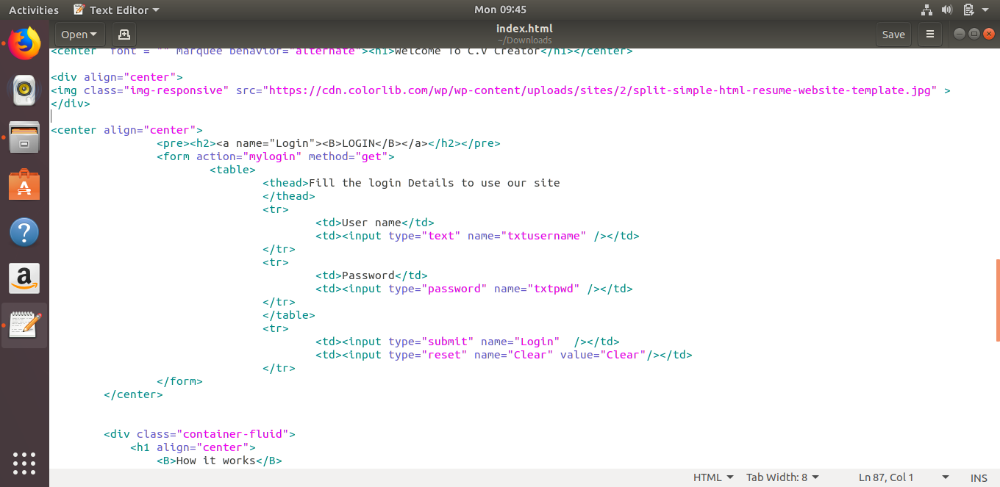 Activities Text Editor Mon 09:45
Open index.html Save
~/Downloads
<center font = "" marquee behavior="alternate"><h1>Welcome To C.V Creator</h1></center>
<div align="center">
<img class="img-responsive" src="https://cdn.colorlib.com/wp/wp-content/uploads/sites/2/split-simple-html-resume-website-template.jpg" >
</div>
<center align="center">
<pre><h2><a name="Login"><B>LOGIN</B></a></h2></pre>
<form action="mylogin" method="get">
<table>
<thead>Fill the login Details to use our site
</thead>
<tr>
<td>User name</td>
<td><input type="text" name="txtusername" /></td>
</tr>
<tr>
<td>Password</td>
<td><input type="password" name="txtpwd" /></td>
</tr>
</table>
<tr>
<td><input type="submit" name="Login"  /></td>
<td><input type="reset" name="Clear" value="Clear"/></td>
</tr>
</form>
</center>
<div class="container-fluid">
<h1 align="center">
<B>How it works</B>
HTML Tab Width: 8 Ln 87, Col 1 INS